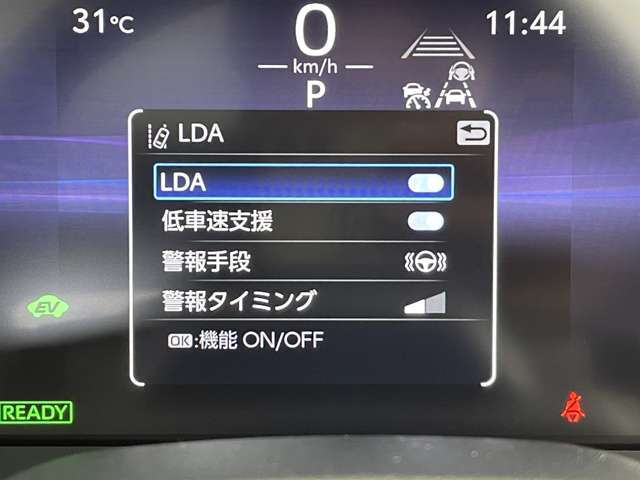 31℃
0
11:44
km/h
P
LDA
LDA
低車速支援
警報手段
警報タイミング
OK:機能 ON/OFF
EV
READY